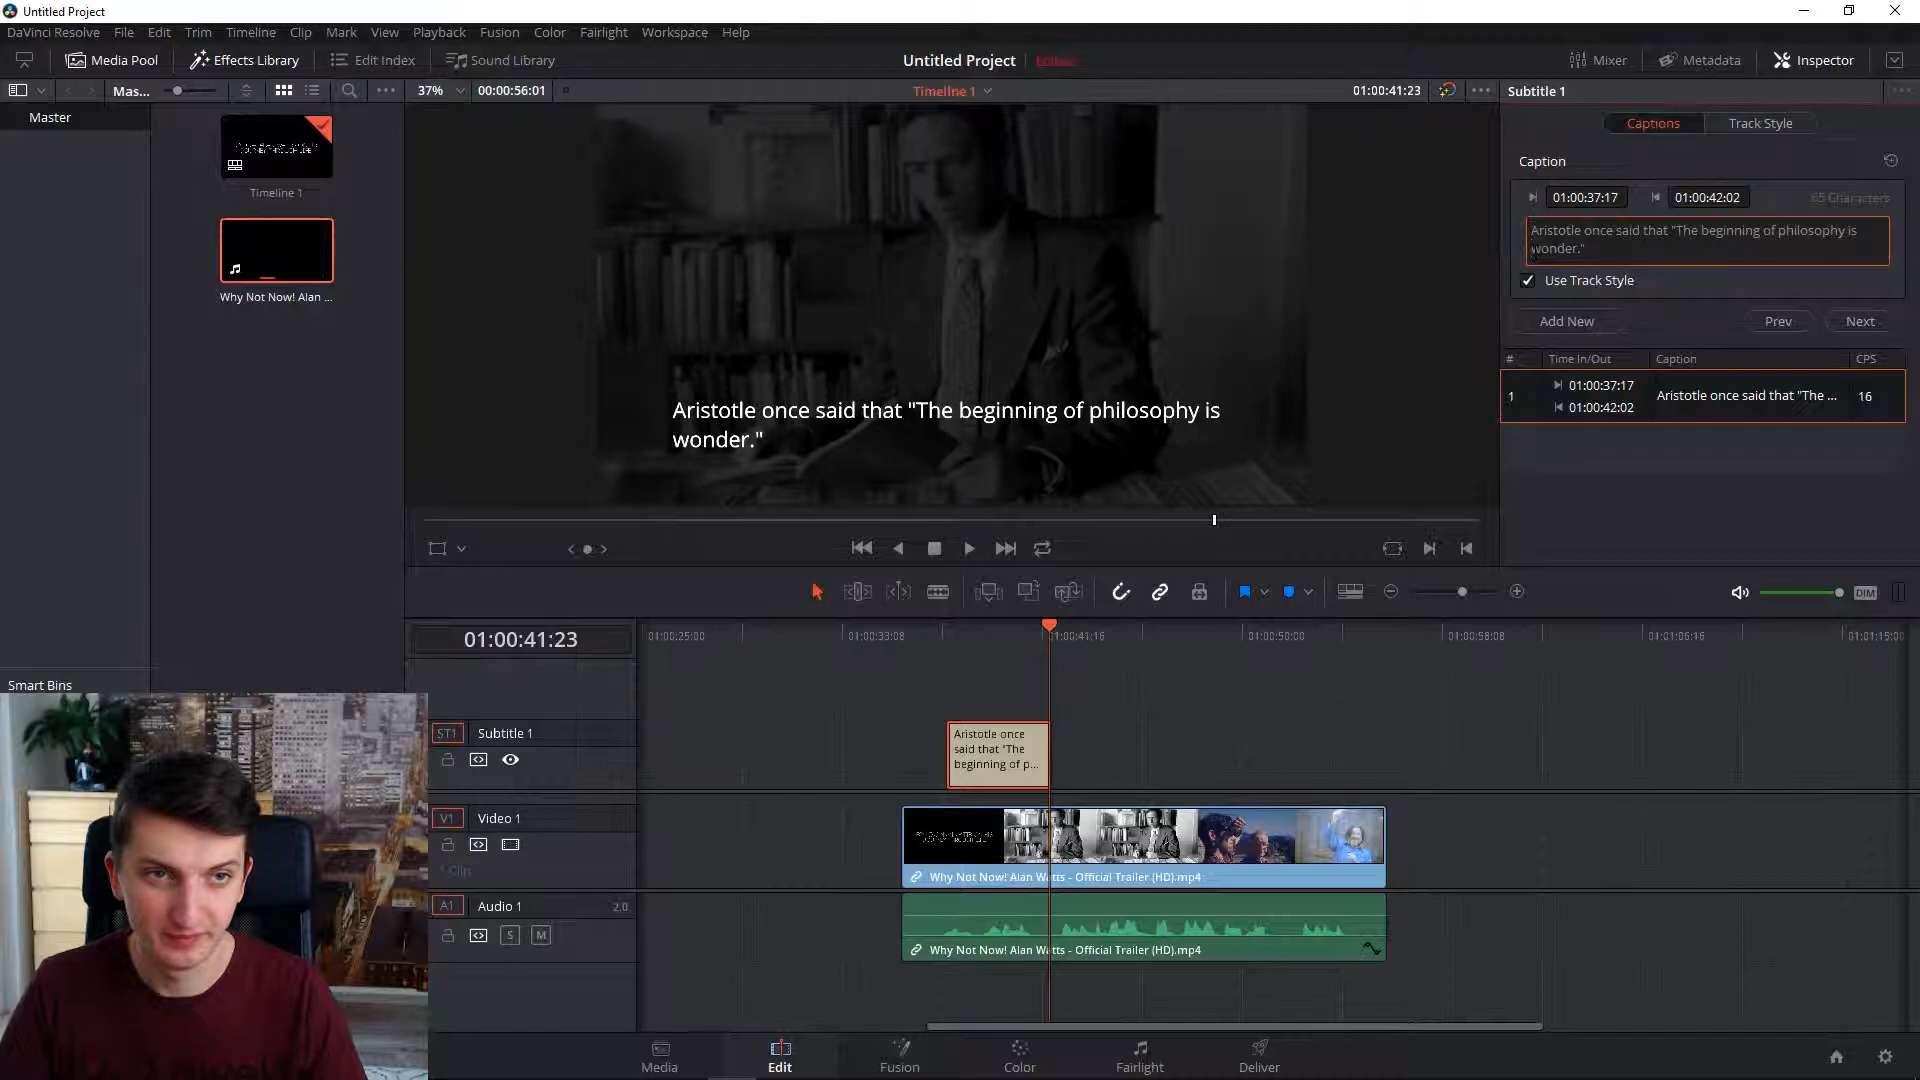 Untitled Project
DaVinci Resolve File Edit Trim Timeline Clip Mark View Playback Fusion Color Fairlight Workspace Help
Media Pool Effects Library Edit Index Sound Library Untitled Project Edited Mixer Metadata Inspector
Mas... 37% 00:00:56:01 Timeline 1 01:00:41:23 Subtitle 1
Master
Timeline 1
Why Not Now! Alan ...
Captions Track Style
Caption
01:00:37:17 01:00:42:02 65 Characters
Aristotle once said that "The beginning of philosophy is
wonder."
Use Track Style
Add New Prev Next
# Time In/Out Caption CPS
1 01:00:37:17 Aristotle once said that "The ... 16
01:00:42:02
Aristotle once said that "The beginning of philosophy is
wonder."
DIM
01:00:41:23
01:00:25:00 01:00:33:08 01:00:41:16 01:00:50:00 01:00:58:08 01:01:06:16 01:01:15:00
Smart Bins
ST1 Subtitle 1
Aristotle once
said that "The
beginning of p...
V1 Video 1
1 Clip
Why Not Now! Alan Watts - Official Trailer (HD).mp4
A1 Audio 1 2.0
S M
Why Not Now! Alan Watts - Official Trailer (HD).mp4
Media Edit Fusion Color Fairlight Deliver